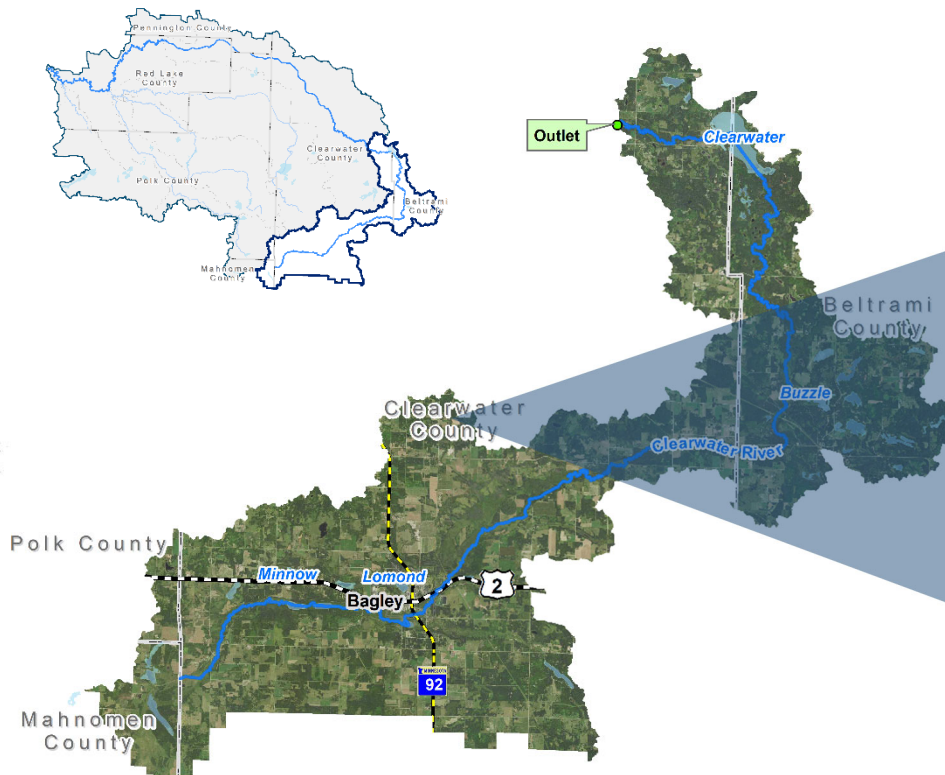 Pennington County
Red Lake
County
Clearwater
County
Polk County
Beltrami
County
Mahnomen
County
Outlet
Clearwater
Beltrami
County
Buzzle
Clearwater
County
Clearwater River
Polk County
Minnow
Lomond
2
Bagley
MINNESOTA
92
Mahnomen
County